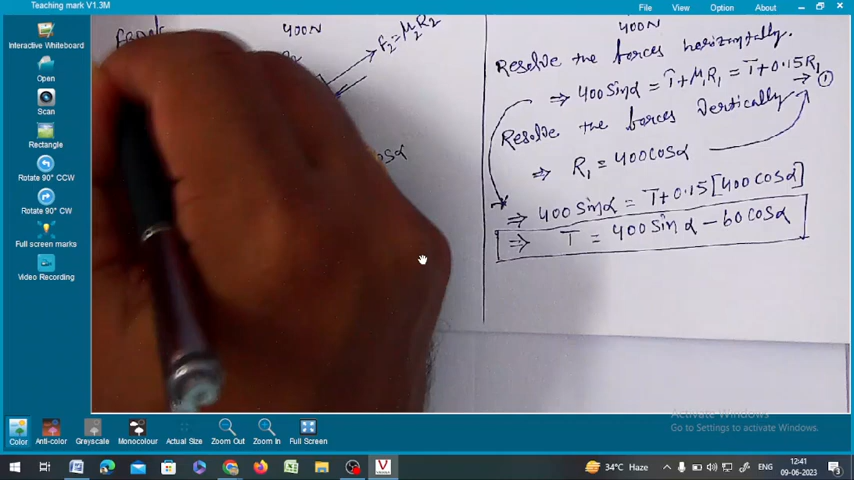 Teaching mark V1.3M
File View Option About
Interactive Whiteboard
Open
Scan
Rectangle
Rotate 90° CCW
Rotate 90° CW
Full screen marks
Video Recording
400N
F₂=μ₂R₂
400N
Resolve the forces horizontally.
⇒ 400 Sinα = T+μ₁R₁ = T+0.15R₁ → ①
Resolve the forces vertically
⇒ R₁ = 400cosα
⇒ 400 Sinα = T+0.15[400 cosα]
⇒ T = 400 Sin α - 60 cosα
Activate Windows
Go to Settings to activate Windows.
Color Anti-color Greyscale Monocolour Actual Size Zoom Out Zoom In Full Screen
34°C Haze ENG 12:41
09-06-2023
3